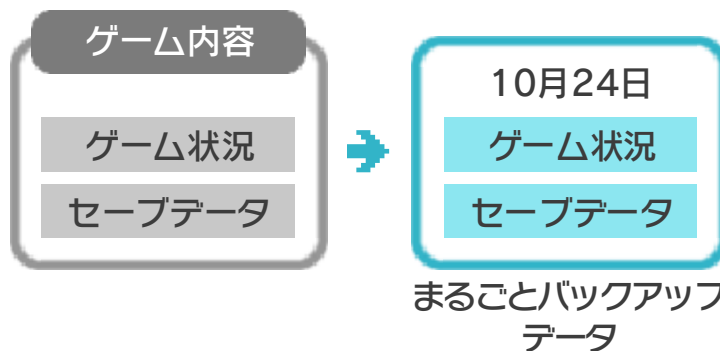 ゲーム内容
ゲーム状況
セーブデータ
10月24日
ゲーム状況
セーブデータ
まるごとバックアップ
データ